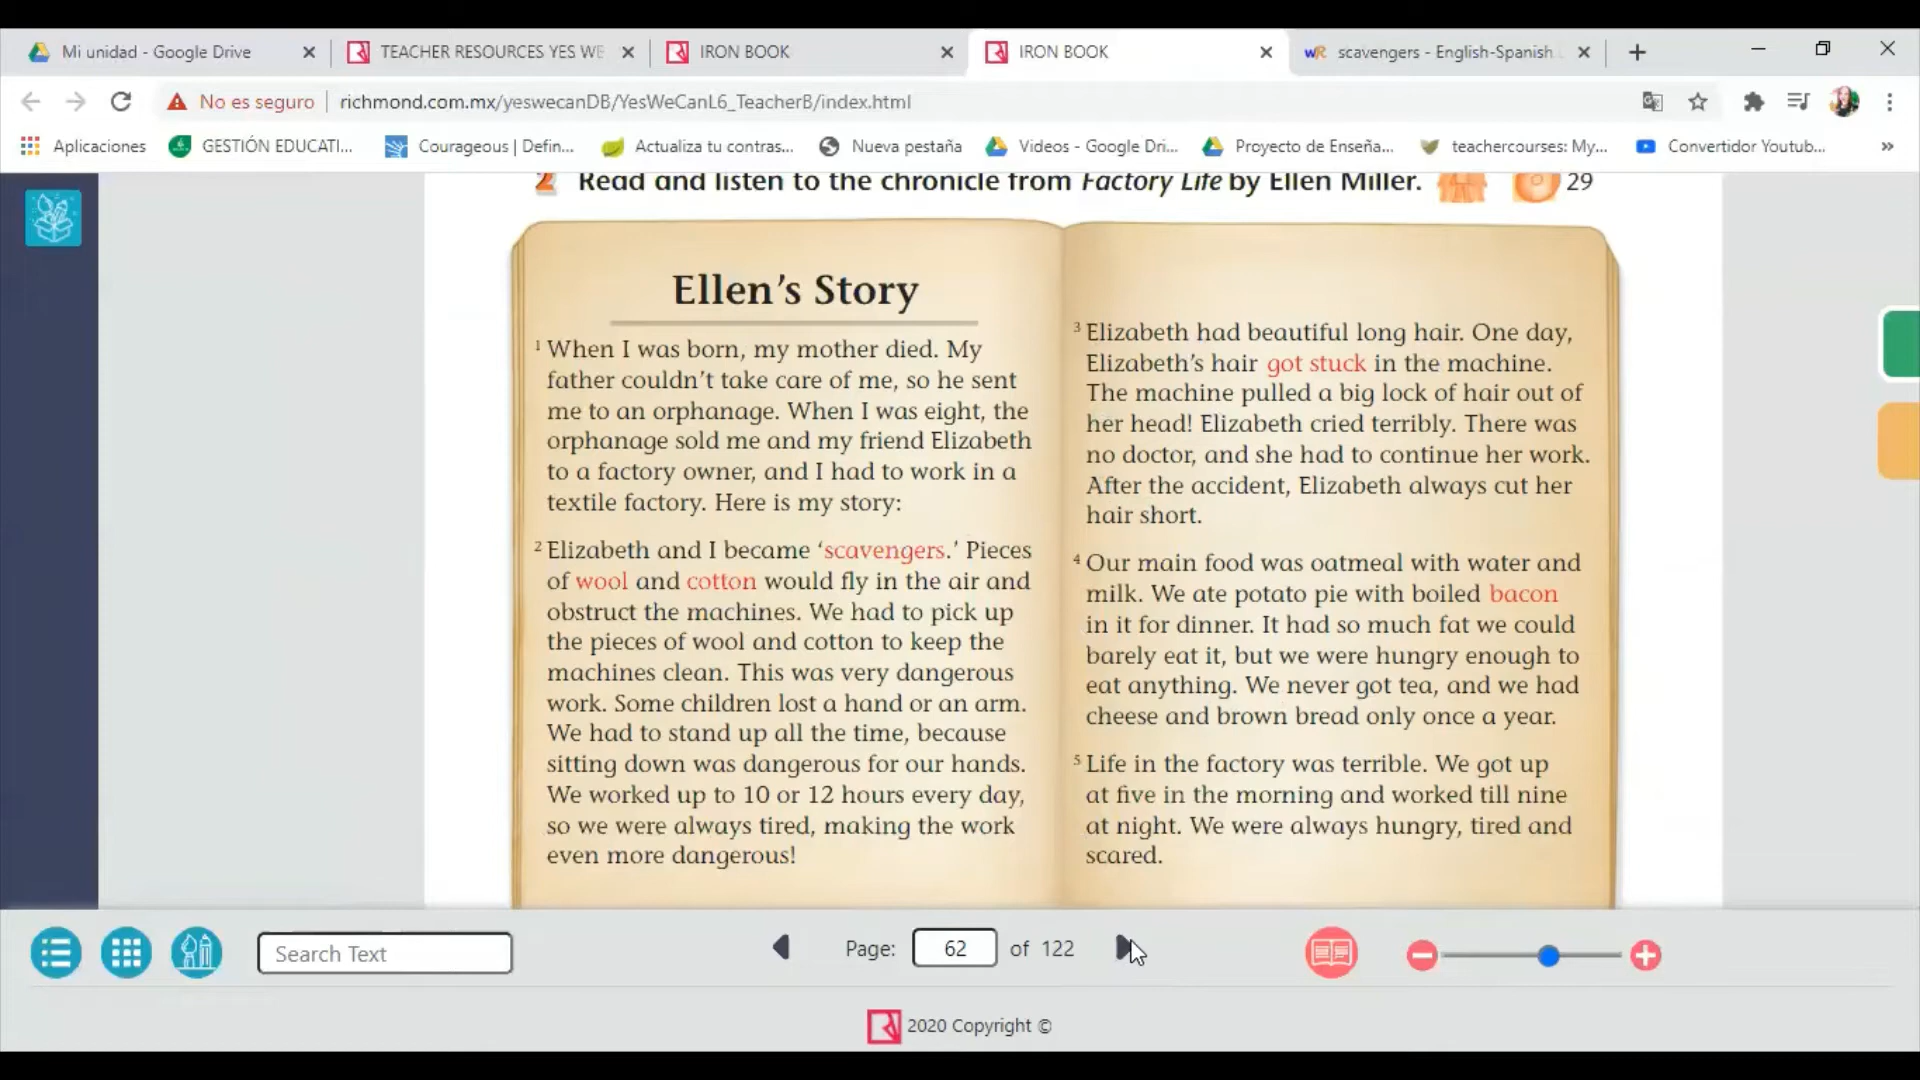 Mi unidad - Google Drive
TEACHER RESOURCES YES WE
IRON BOOK
IRON BOOK
scavengers - English-Spanish
No es seguro
richmond.com.mx/yeswecanDB/YesWeCanL6_TeacherB/index.html
Aplicaciones
GESTIÓN EDUCATI...
Courageous | Defin...
Actualiza tu contras...
Nueva pestaña
Videos - Google Dri...
Proyecto de Enseña...
teachercourses: My...
Convertidor Youtub...
»
2 Read and listen to the chronicle from Factory Life by Ellen Miller. 29
Ellen's Story
1 When I was born, my mother died. My
father couldn't take care of me, so he sent
me to an orphanage. When I was eight, the
orphanage sold me and my friend Elizabeth
to a factory owner, and I had to work in a
textile factory. Here is my story:
2 Elizabeth and I became 'scavengers.' Pieces
of wool and cotton would fly in the air and
obstruct the machines. We had to pick up
the pieces of wool and cotton to keep the
machines clean. This was very dangerous
work. Some children lost a hand or an arm.
We had to stand up all the time, because
sitting down was dangerous for our hands.
We worked up to 10 or 12 hours every day,
so we were always tired, making the work
even more dangerous!
3 Elizabeth had beautiful long hair. One day,
Elizabeth's hair got stuck in the machine.
The machine pulled a big lock of hair out of
her head! Elizabeth cried terribly. There was
no doctor, and she had to continue her work.
After the accident, Elizabeth always cut her
hair short.
4 Our main food was oatmeal with water and
milk. We ate potato pie with boiled bacon
in it for dinner. It had so much fat we could
barely eat it, but we were hungry enough to
eat anything. We never got tea, and we had
cheese and brown bread only once a year.
5 Life in the factory was terrible. We got up
at five in the morning and worked till nine
at night. We were always hungry, tired and
scared.
Search Text
Page: 62 of 122
2020 Copyright ©